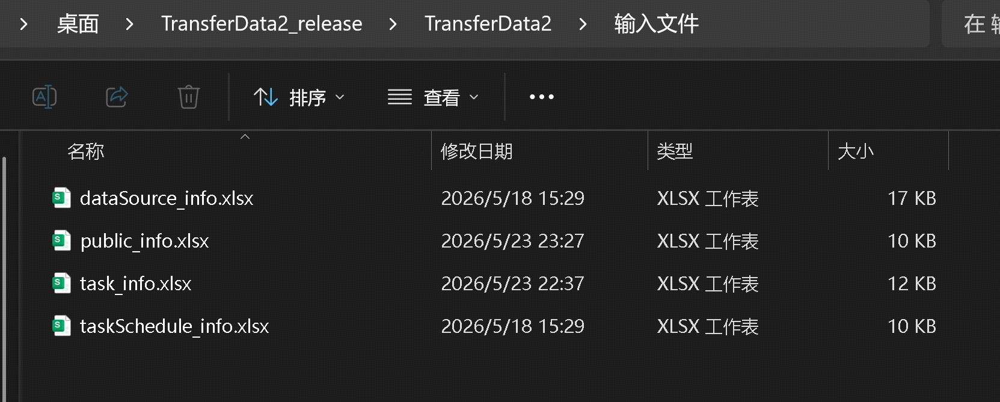 桌面 TransferData2_release TransferData2 输入文件 在
排序 查看
名称 修改日期 类型 大小
dataSource_info.xlsx 2026/5/18 15:29 XLSX 工作表 17 KB
public_info.xlsx 2026/5/23 23:27 XLSX 工作表 10 KB
task_info.xlsx 2026/5/23 22:37 XLSX 工作表 12 KB
taskSchedule_info.xlsx 2026/5/18 15:29 XLSX 工作表 10 KB